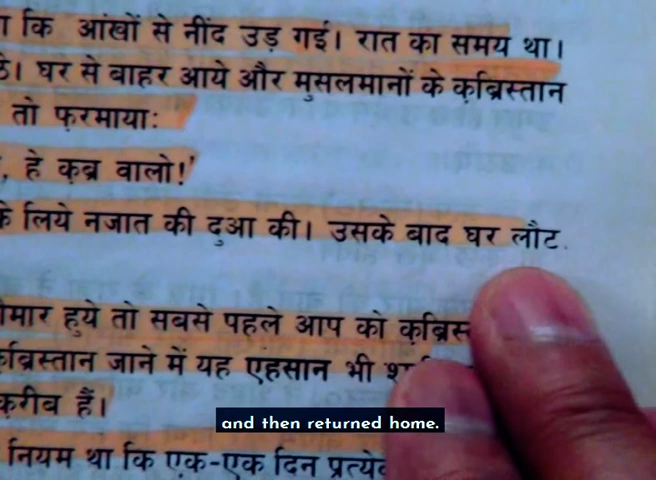 कि आंखों से नींद उड़ गई। रात का समय था।
घर से बाहर आये और मुसलमानों के क़ब्रिस्तान
तो फ़रमाया:
हे क़ब्र वालो!'
लिये नजात की दुआ की। उसके बाद घर लौट
हुये तो सबसे पहले आप को
जाने में यह एहसान भी
क़रीब हैं।
and then returned home.
नियम था कि एक-एक दिन